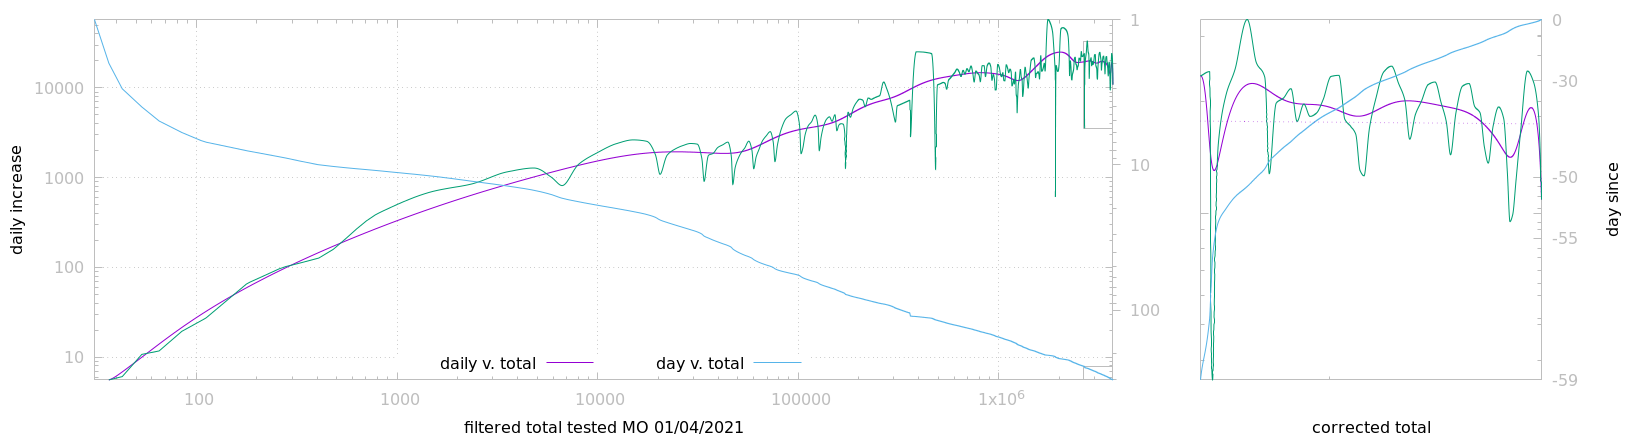 daily increase
10000
1000
100
10
100
1000
10000
100000
1x10⁶
filtered total tested MO 01/04/2021
daily v. total
day v. total
1
10
100
0
-30
-50
-55
-59
day since
corrected total